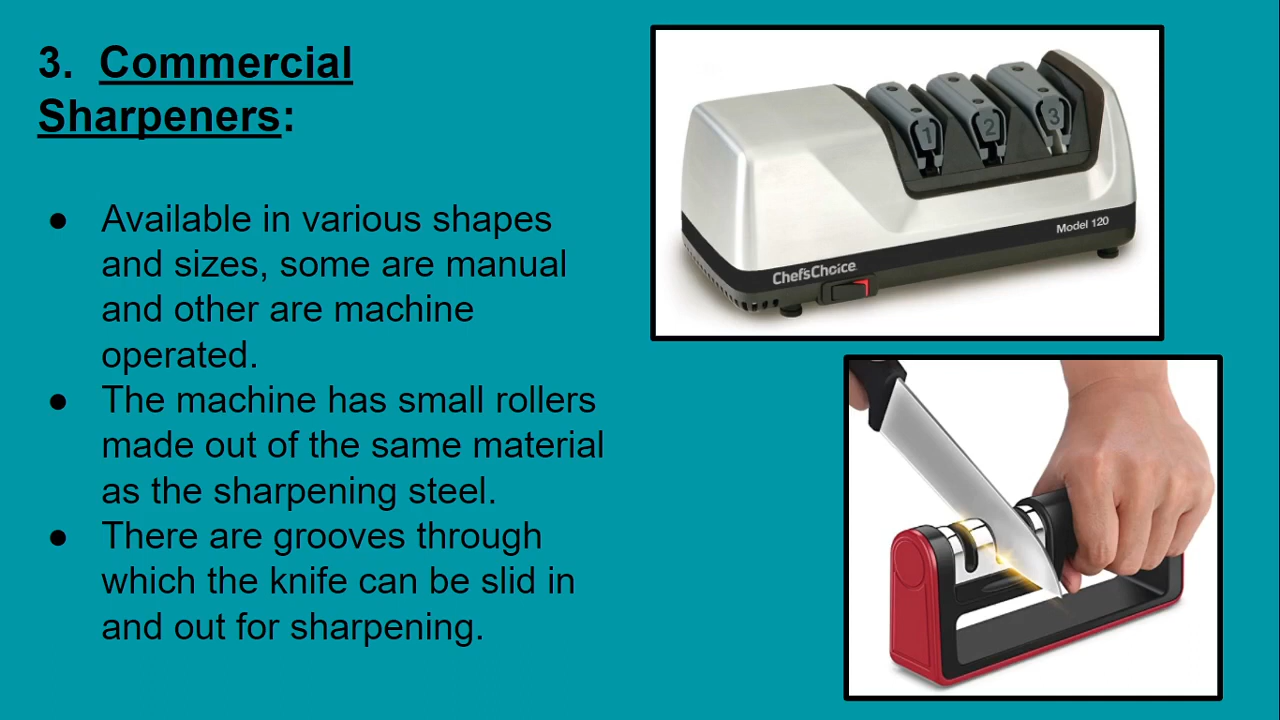 3. Commercial
Sharpeners:
● Available in various shapes
and sizes, some are manual
and other are machine
operated.
● The machine has small rollers
made out of the same material
as the sharpening steel.
● There are grooves through
which the knife can be slid in
and out for sharpening.
1 2 3
Model 120
Chef'sChoice